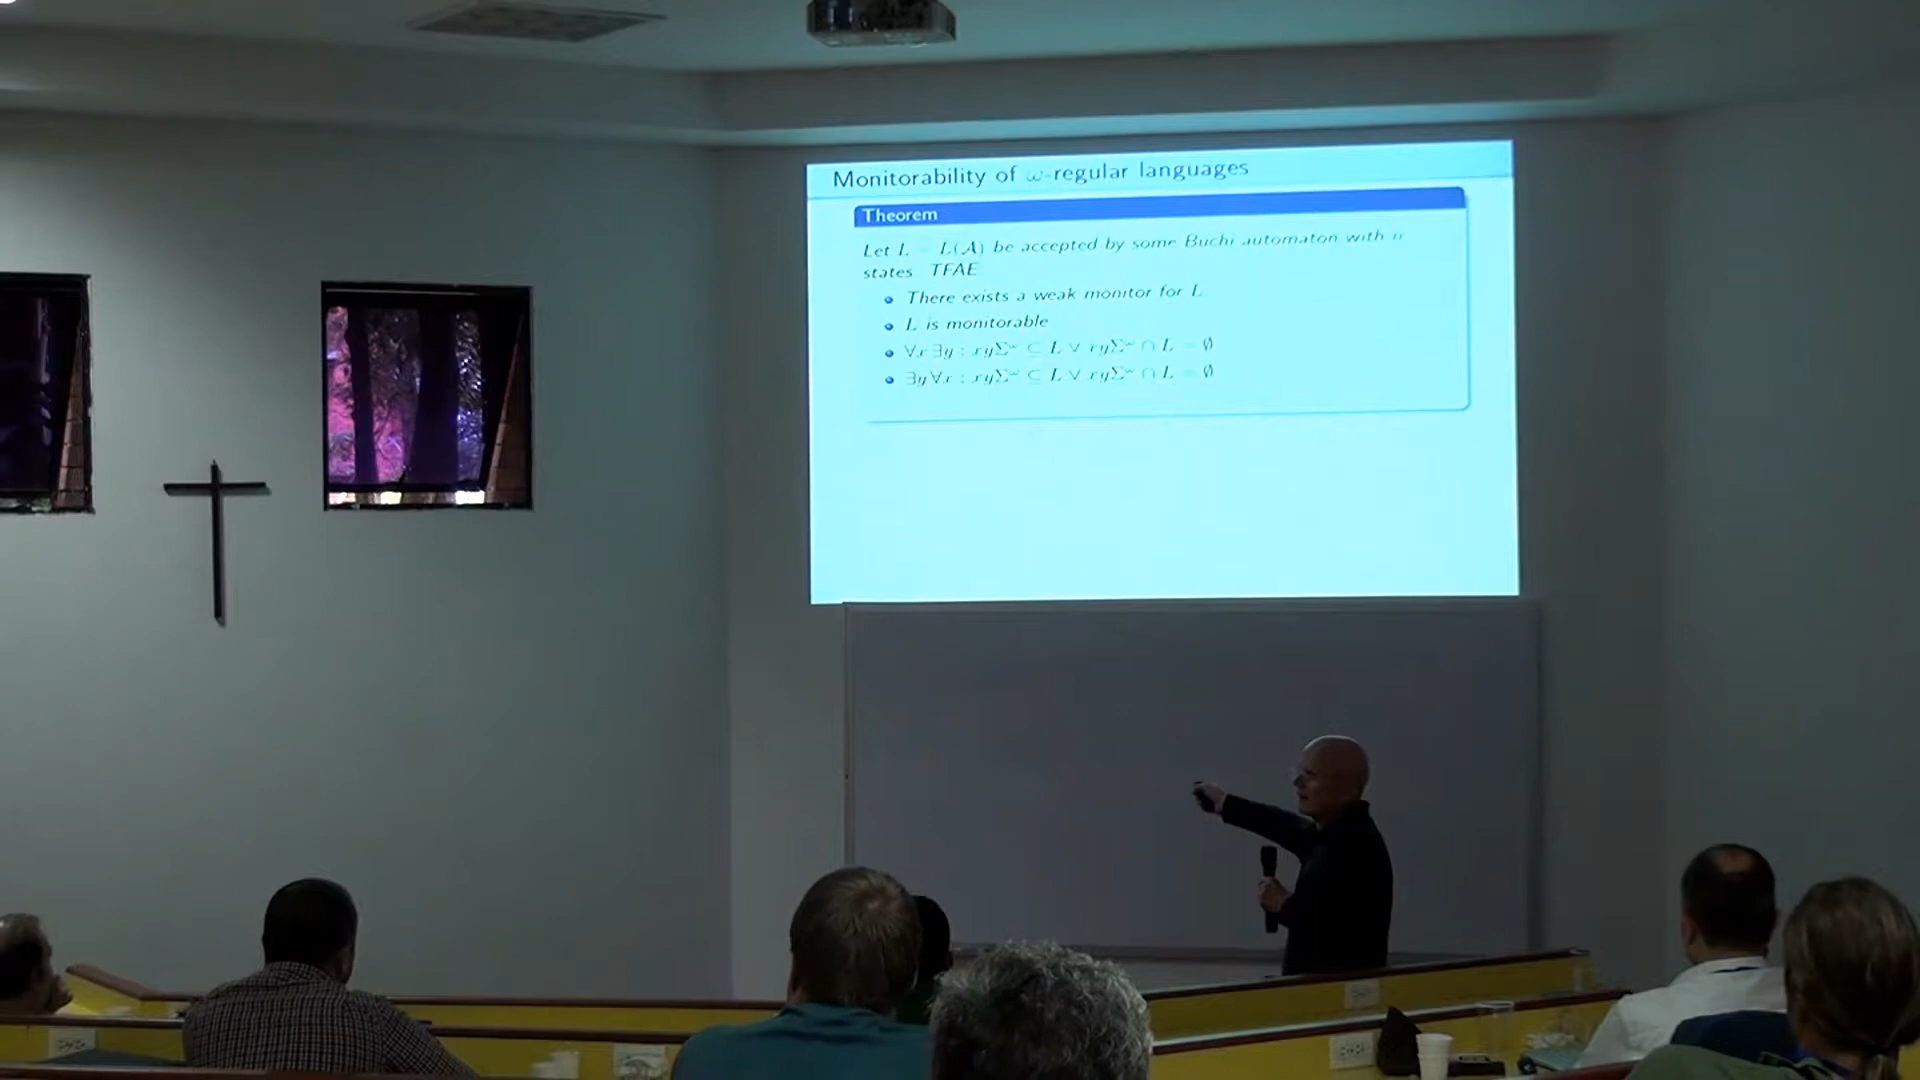 Monitorability of ω-regular languages
Theorem
Let L = L(A) be accepted by some Buchi automaton with n
states TFAE
There exists a weak monitor for L
L is monitorable
∀x ∃y : xyΣ^ω ⊆ L ∨ xyΣ^ω ∩ L = ∅
∃y ∀x : xyΣ^ω ⊆ L ∨ xyΣ^ω ∩ L = ∅